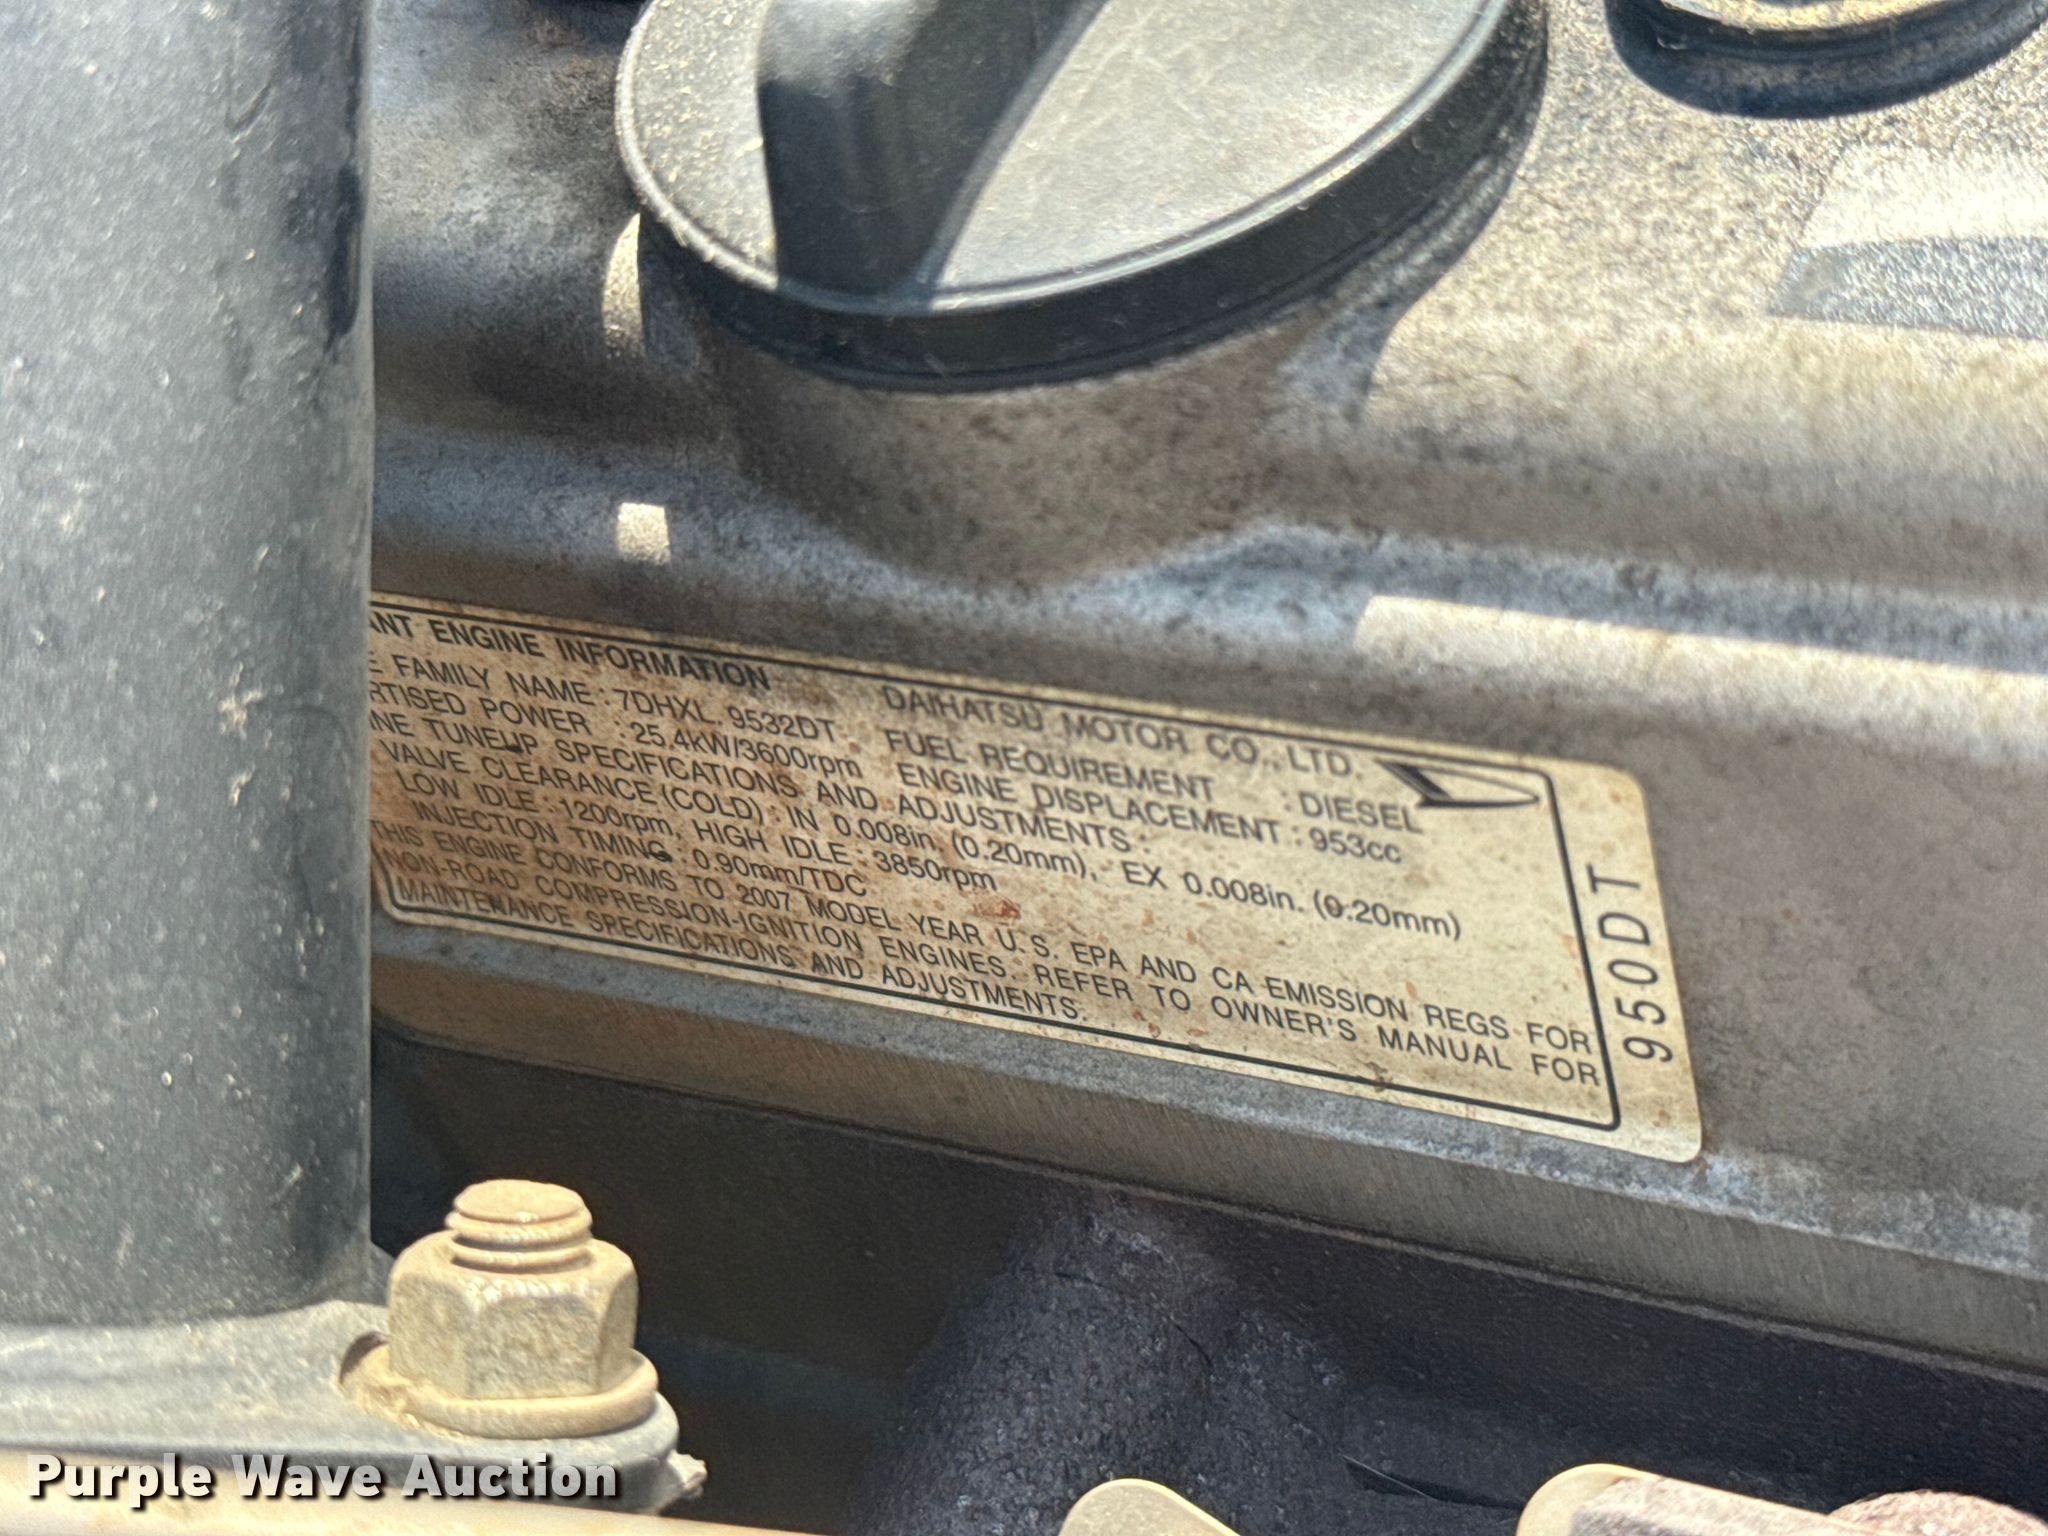 ANT ENGINE INFORMATION DAIHATSU MOTOR CO., LTD.
E FAMILY NAME : 7DHXL.9532DT FUEL REQUIREMENT : DIESEL
RTISED POWER : 25.4kW/3600rpm ENGINE DISPLACEMENT : 953cc
NE TUNEUP SPECIFICATIONS AND ADJUSTMENTS :
VALVE CLEARANCE (COLD) : IN 0.008in. (0.20mm), EX 0.008in. (0.20mm)
LOW IDLE : 1200rpm, HIGH IDLE : 3850rpm
INJECTION TIMING : 0.90mm/TDC
THIS ENGINE CONFORMS TO 2007 MODEL YEAR U.S. EPA AND CA EMISSION REGS FOR
NON-ROAD COMPRESSION-IGNITION ENGINES. REFER TO OWNER'S MANUAL FOR
MAINTENANCE SPECIFICATIONS AND ADJUSTMENTS.
950DT
Purple Wave Auction